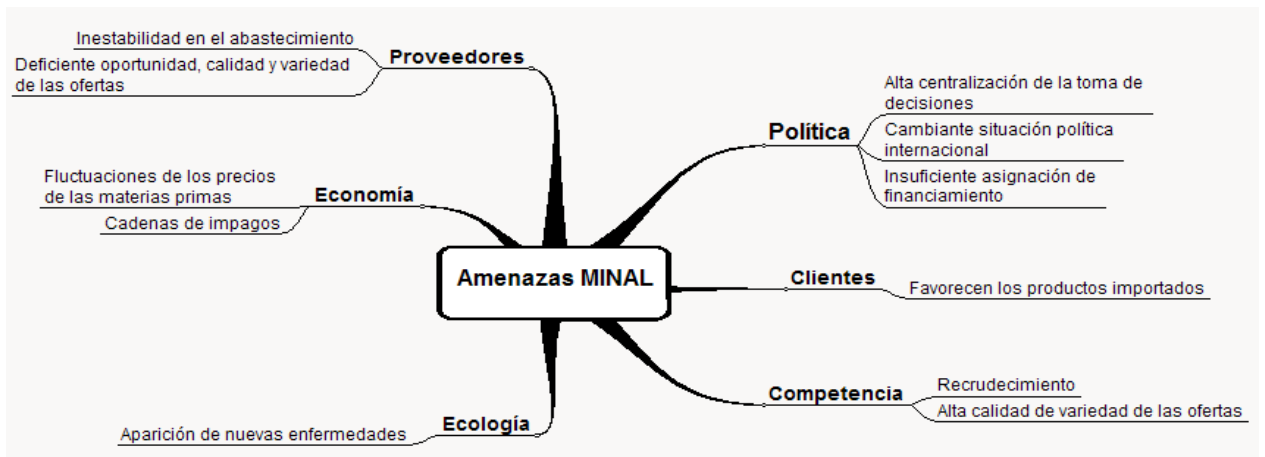 Amenazas MINAL
Proveedores
Inestabilidad en el abastecimiento
Deficiente oportunidad, calidad y variedad
de las ofertas
Economía
Fluctuaciones de los precios
de las materias primas
Cadenas de impagos
Ecología
Aparición de nuevas enfermedades
Política
Alta centralización de la toma de
decisiones
Cambiante situación política
internacional
Insuficiente asignación de
financiamiento
Clientes
Favorecen los productos importados
Competencia
Recrudecimiento
Alta calidad de variedad de las ofertas